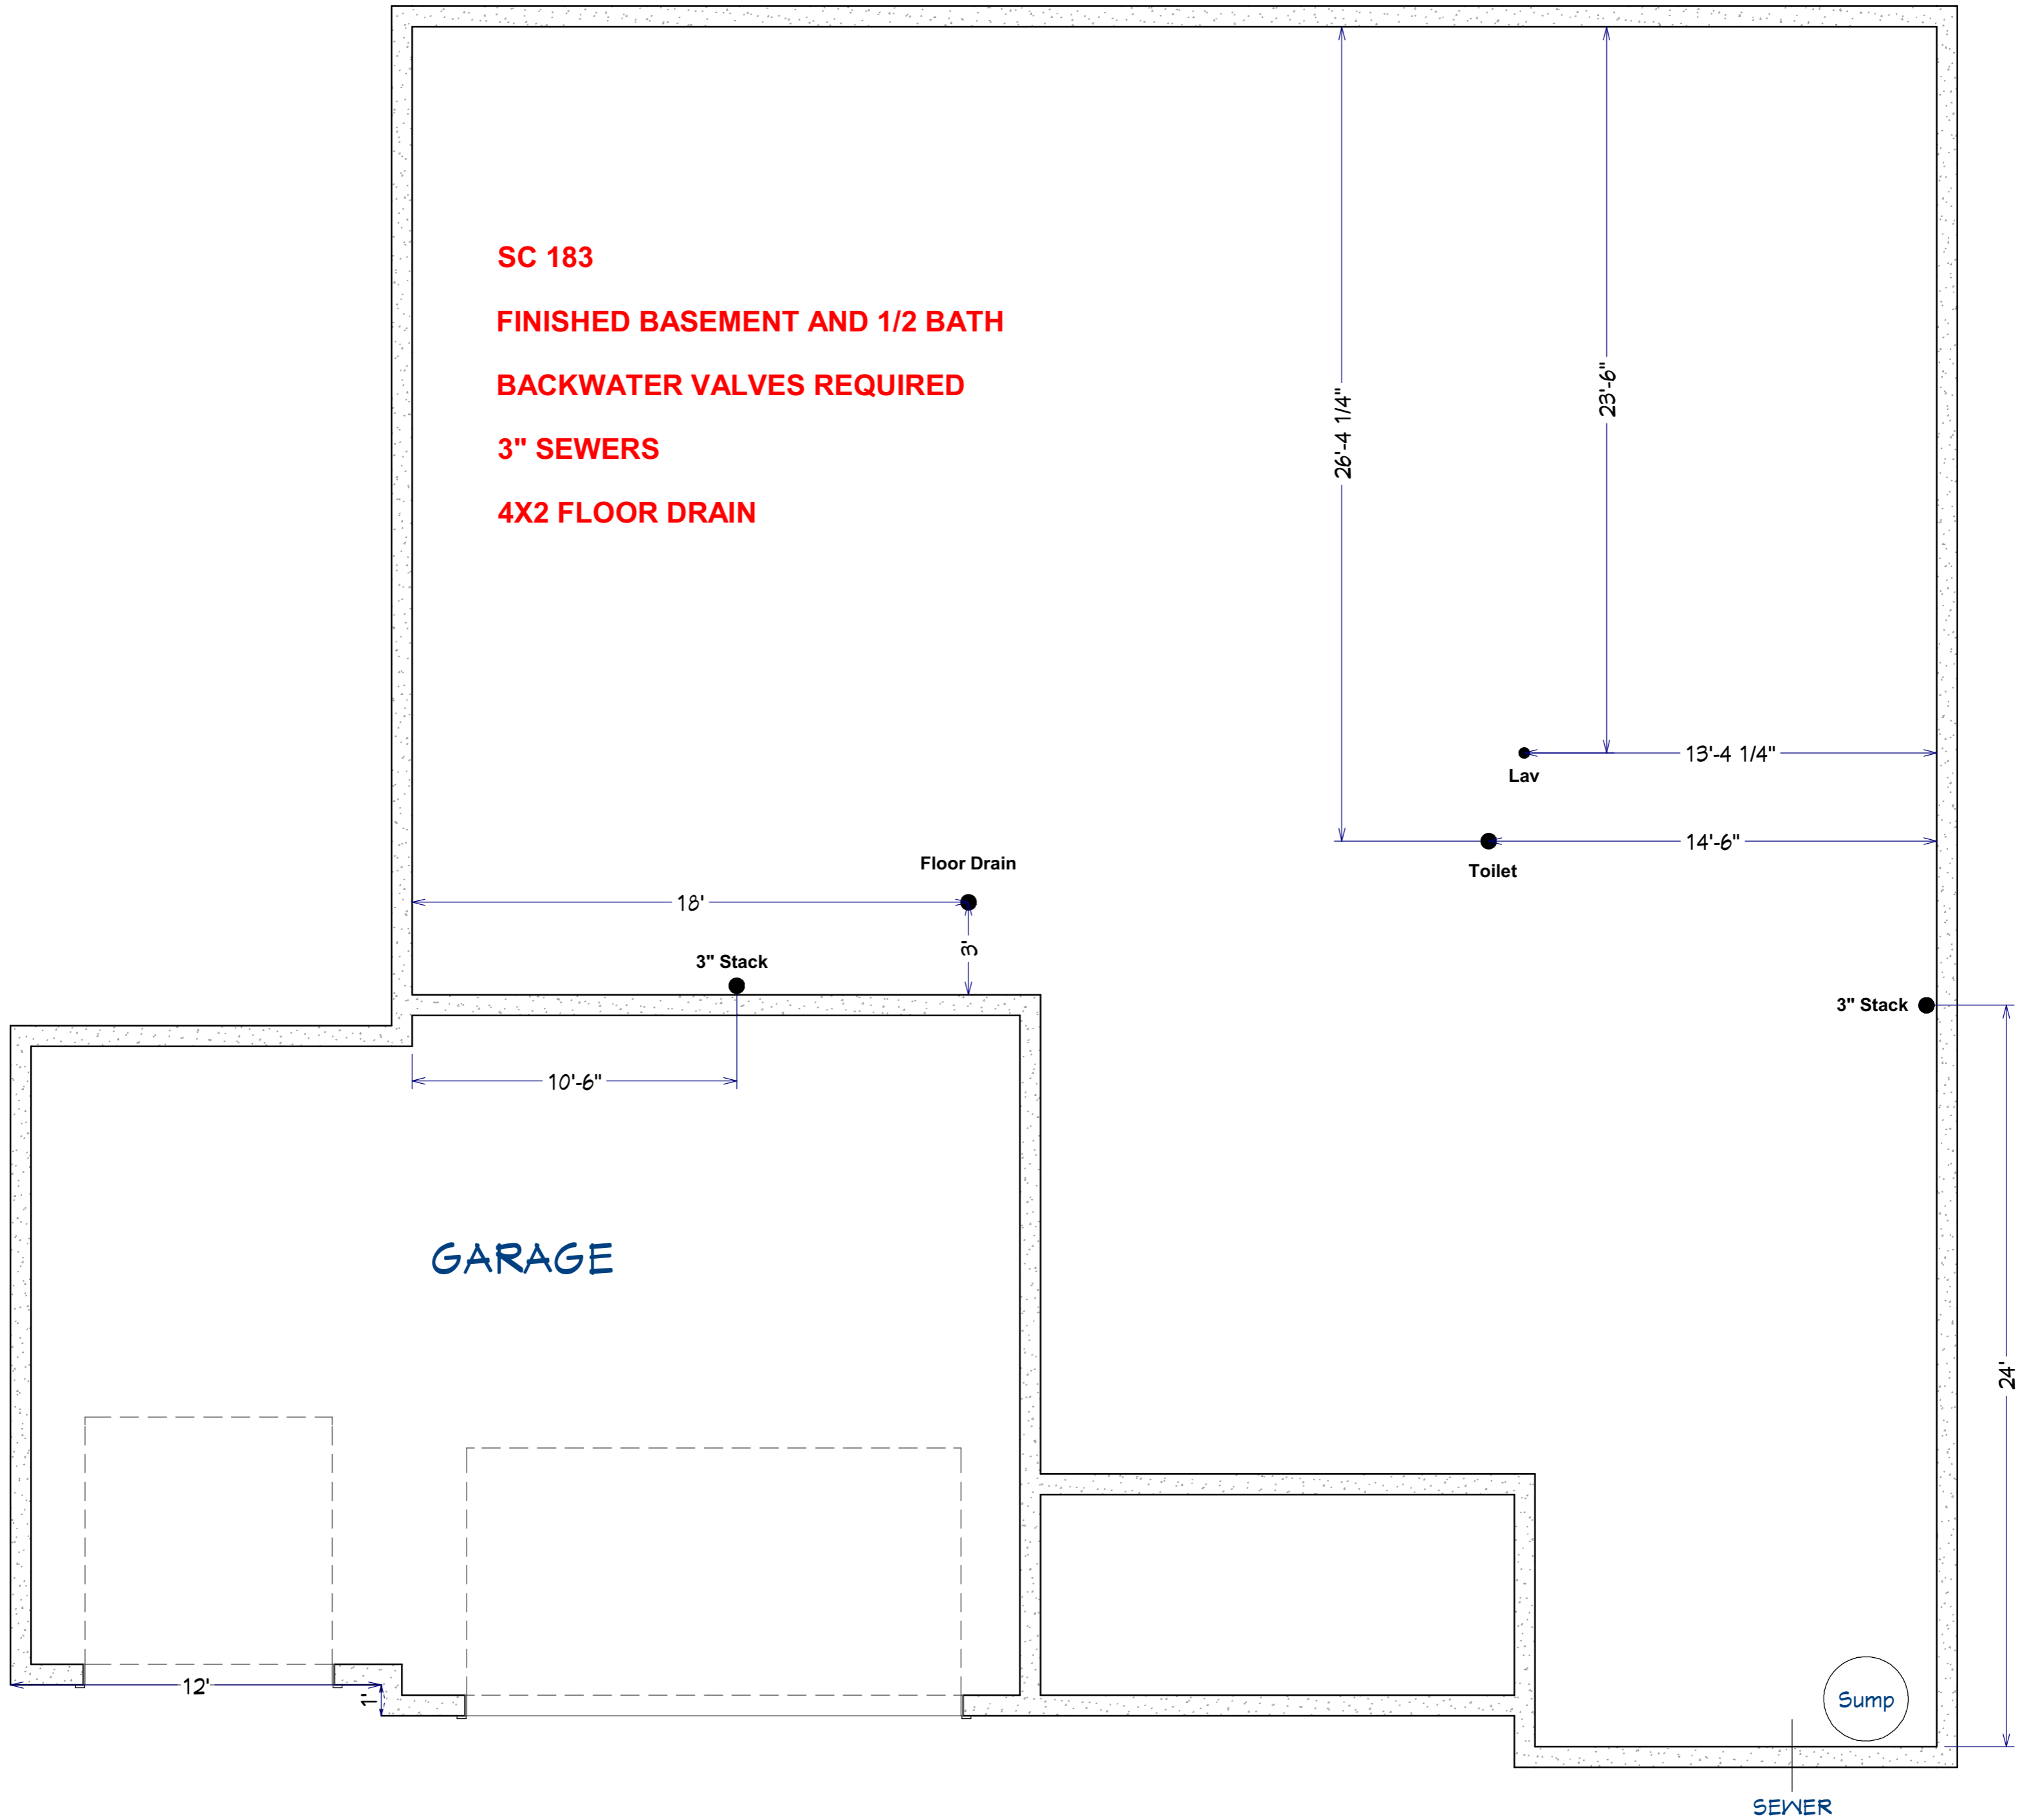 SC 183
FINISHED BASEMENT AND 1/2 BATH
BACKWATER VALVES REQUIRED
3" SEWERS
4X2 FLOOR DRAIN
26'-4 1/4"
23'-6"
13'-4 1/4"
Lav
14'-6"
Toilet
Floor Drain
18'
3'
3" Stack
3" Stack
10'-6"
GARAGE
24'
12'
1'
Sump
SEWER